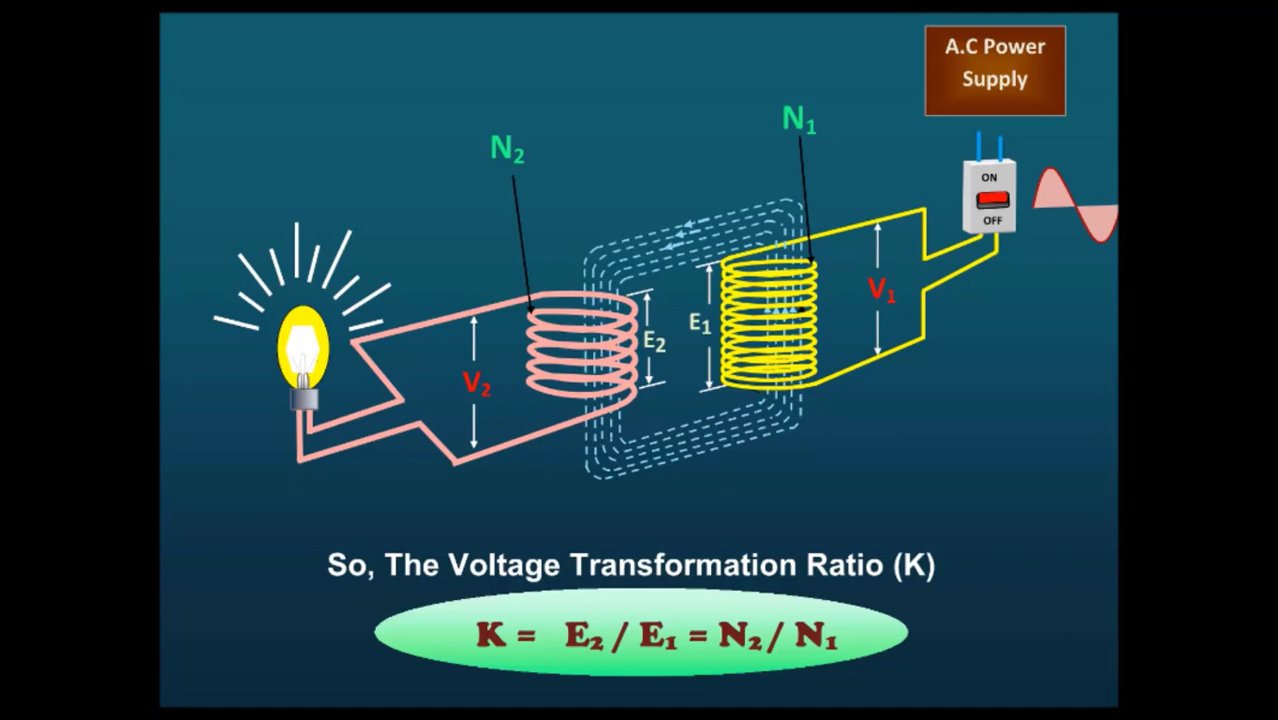 A.C Power
Supply
N₁
N₂
ON
OFF
V₁
E₁
E₂
V₂
So, The Voltage Transformation Ratio (K)
K = E₂ / E₁ = N₂ / N₁